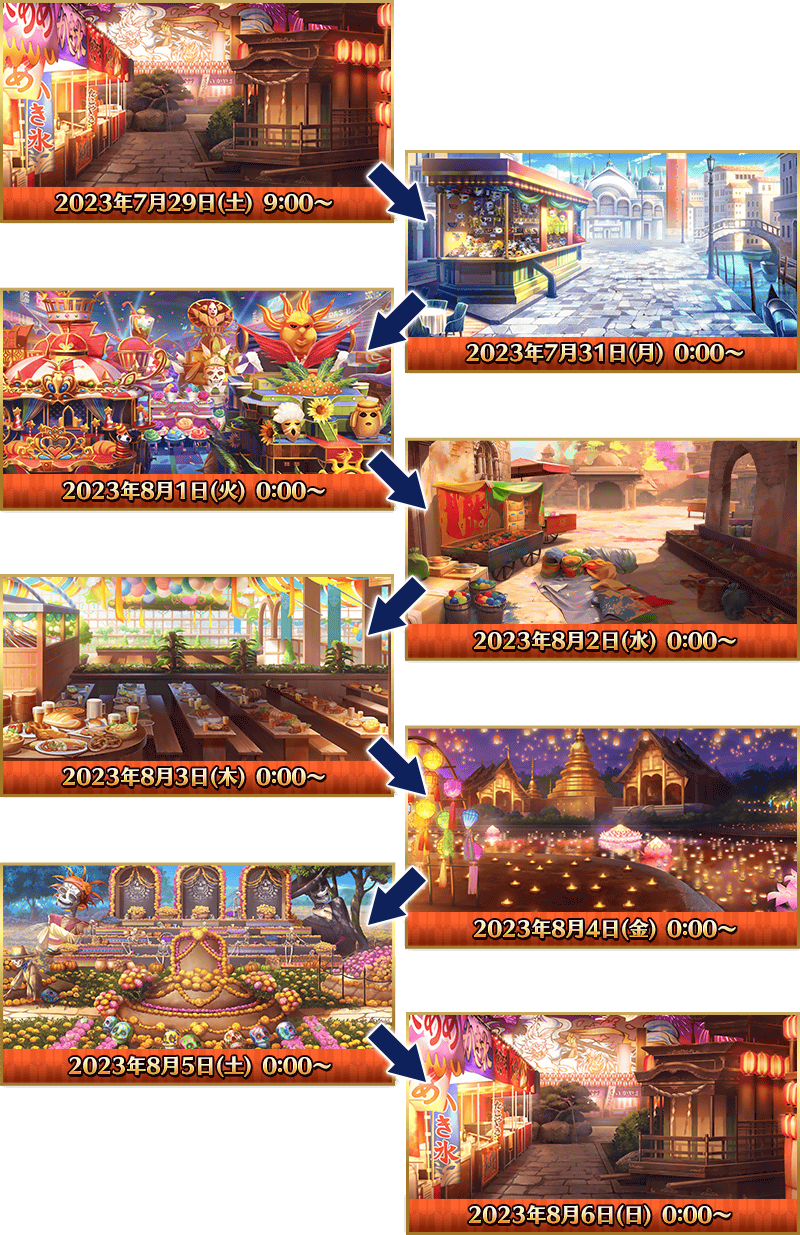 かき氷
2023年7月29日(土) 9:00～
2023年7月31日(月) 0:00～
2023年8月1日(火) 0:00～
2023年8月2日(水) 0:00～
2023年8月3日(木) 0:00～
2023年8月4日(金) 0:00～
2023年8月5日(土) 0:00～
き氷
2023年8月6日(日) 0:00～